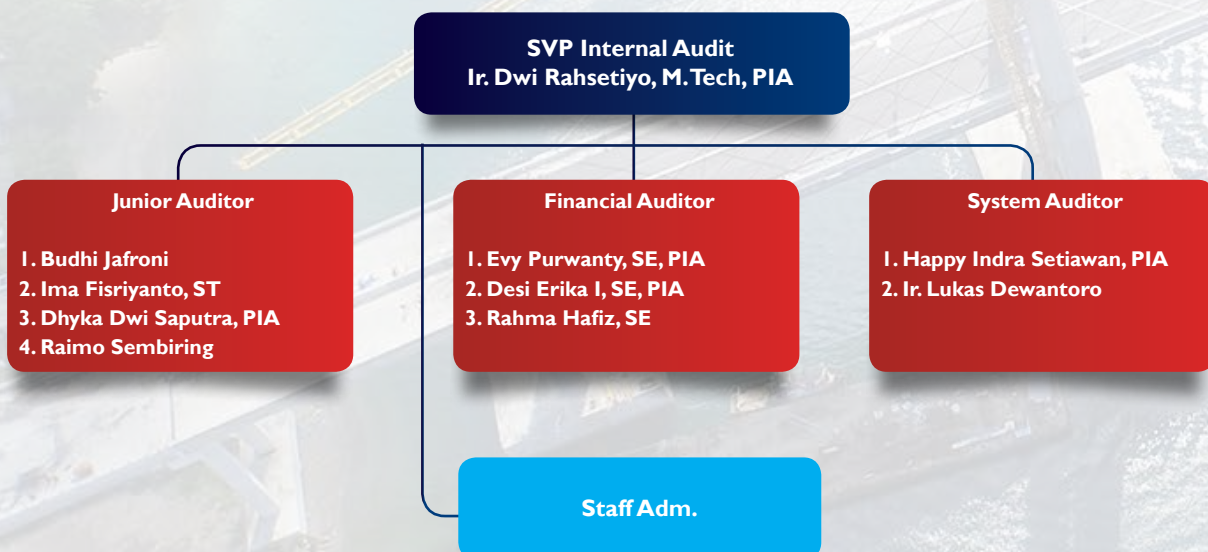 SVP Internal Audit
Ir. Dwi Rahsetiyo, M.Tech, PIA
Junior Auditor
1. Budhi Jafroni
2. Ima Fisriyanto, ST
3. Dhyka Dwi Saputra, PIA
4. Raimo Sembiring
Financial Auditor
1. Evy Purwanty, SE, PIA
2. Desi Erika I, SE, PIA
3. Rahma Hafiz, SE
System Auditor
1. Happy Indra Setiawan, PIA
2. Ir. Lukas Dewantoro
Staff Adm.